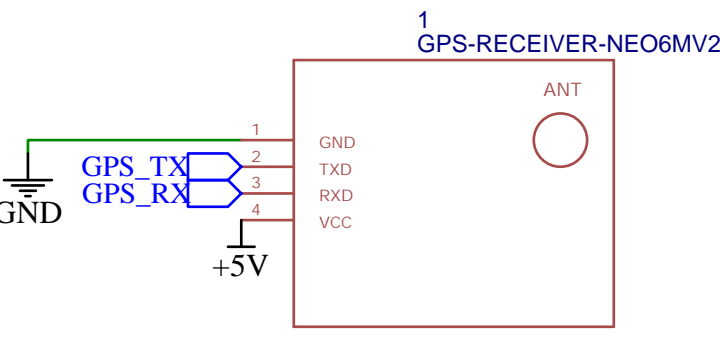 1
GPS-RECEIVER-NEO6MV2
ANT
1
GND
GPS_TX
2
TXD
GPS_RX
3
RXD
4
VCC
GND
+5V